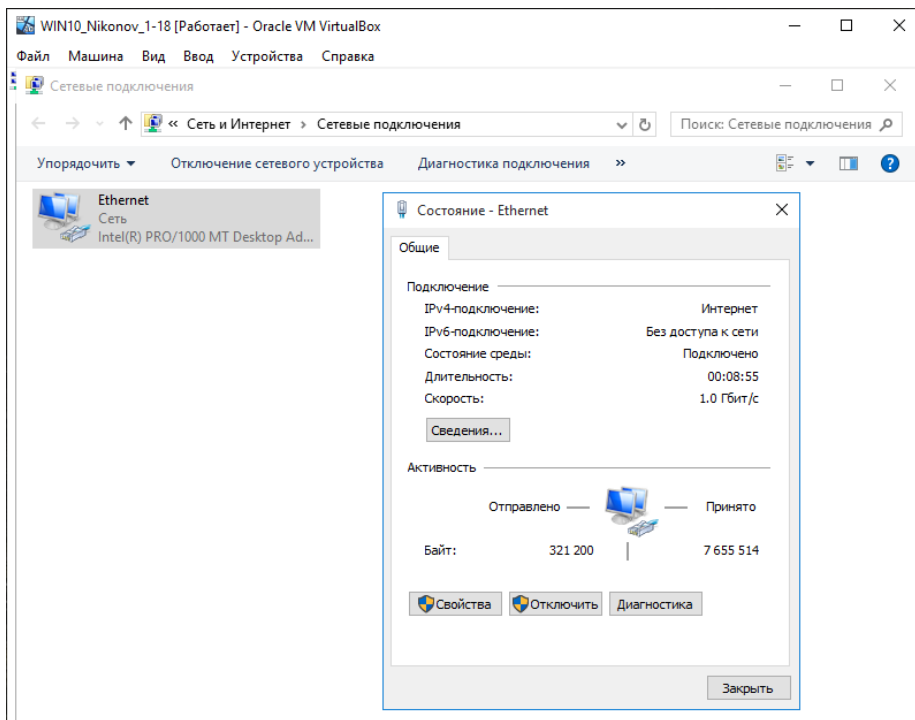 WIN10_Nikonov_1-18 [Работает] - Oracle VM VirtualBox
Файл Машина Вид Ввод Устройства Справка
Сетевые подключения
« Сеть и Интернет › Сетевые подключения
Поиск: Сетевые подключения
Упорядочить Отключение сетевого устройства Диагностика подключения »
Ethernet
Сеть
Intel(R) PRO/1000 MT Desktop Ad...
Состояние - Ethernet
Общие
Подключение
IPv4-подключение: Интернет
IPv6-подключение: Без доступа к сети
Состояние среды: Подключено
Длительность: 00:08:55
Скорость: 1.0 Гбит/с
Сведения...
Активность
Отправлено — — Принято
Байт: 321 200 | 7 655 514
Свойства Отключить Диагностика
Закрыть